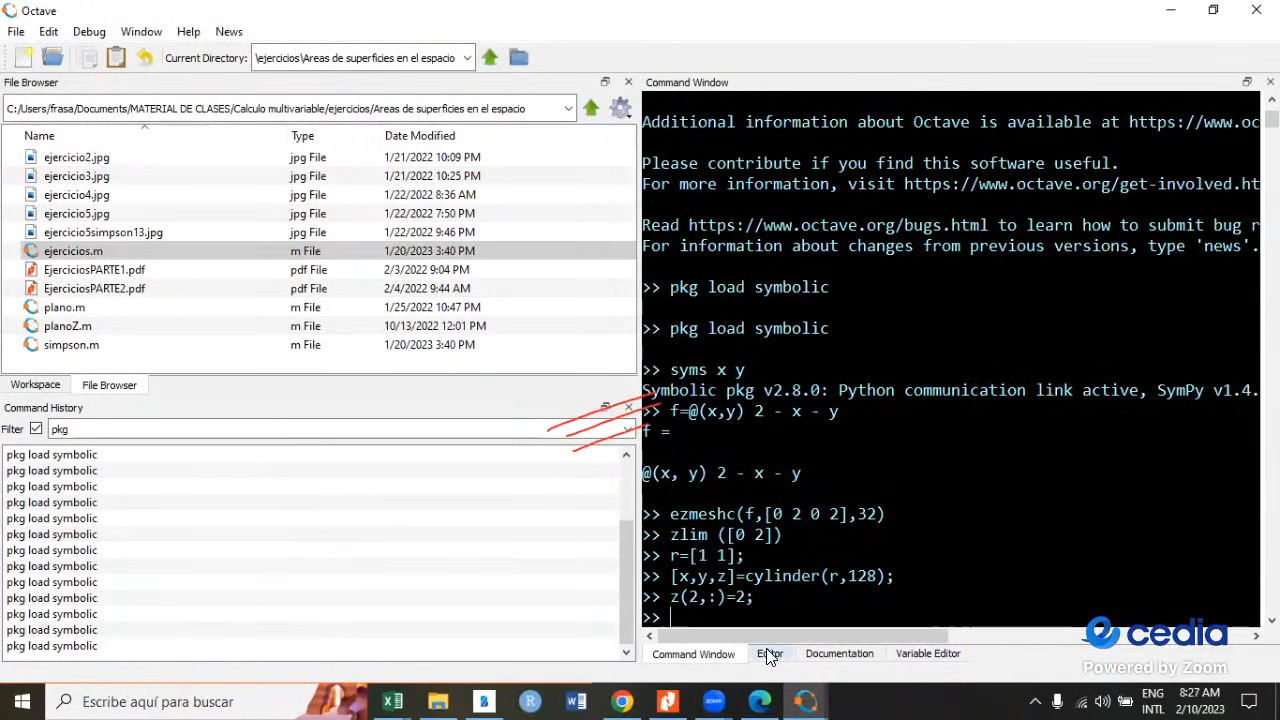 Octave
File Edit Debug Window Help News
Current Directory: \ejercicios\Areas de superficies en el espacio
File Browser
C:/Users/frasa/Documents/MATERIAL DE CLASES/Calculo multivariable/ejercicios/Areas de superficies en el espacio
Name Type Date Modified
ejercicio2.jpg jpg File 1/21/2022 10:09 PM
ejercicio3.jpg jpg File 1/21/2022 10:25 PM
ejercicio4.jpg jpg File 1/22/2022 8:36 AM
ejercicio5.jpg jpg File 1/22/2022 7:50 PM
ejercicio5simpson13.jpg jpg File 1/22/2022 9:46 PM
ejercicios.m m File 1/20/2023 3:40 PM
EjerciciosPARTE1.pdf pdf File 2/3/2022 9:04 PM
EjerciciosPARTE2.pdf pdf File 2/4/2022 9:44 AM
plano.m m File 1/25/2022 10:47 PM
planoZ.m m File 10/13/2022 12:01 PM
simpson.m m File 1/20/2023 3:40 PM
Workspace File Browser
Command History
Filter pkg
pkg load symbolic
pkg load symbolic
pkg load symbolic
pkg load symbolic
pkg load symbolic
pkg load symbolic
pkg load symbolic
pkg load symbolic
pkg load symbolic
pkg load symbolic
pkg load symbolic
pkg load symbolic
pkg load symbolic
Command Window
Additional information about Octave is available at https://www.oc
Please contribute if you find this software useful.
For more information, visit https://www.octave.org/get-involved.ht
Read https://www.octave.org/bugs.html to learn how to submit bug r
For information about changes from previous versions, type 'news'.
>> pkg load symbolic
>> pkg load symbolic
>> syms x y
Symbolic pkg v2.8.0: Python communication link active, SymPy v1.4.
>> f=@(x,y) 2 - x - y
f =
@(x, y) 2 - x - y
>> ezmeshc(f,[0 2 0 2],32)
>> zlim ([0 2])
>> r=[1 1];
>> [x,y,z]=cylinder(r,128);
>> z(2,:)=2;
>>
Command Window Editor Documentation Variable Editor
cedia
Powered by Zoom
Escribe aquí para buscar
ENG
INTL
8:27 AM
2/10/2023